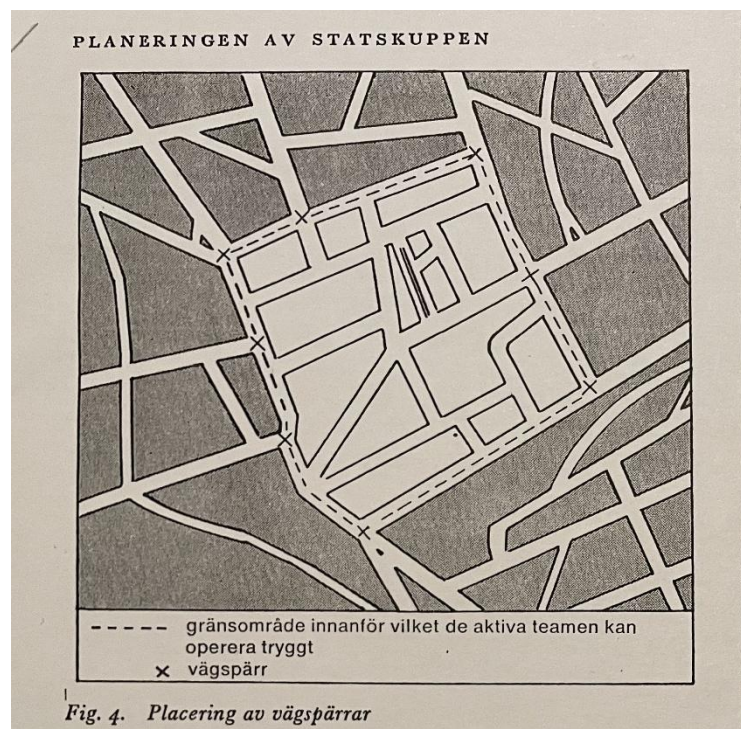 PLANERINGEN AV STATSKUPPEN
gränsområde innanför vilket de aktiva teamen kan
operera tryggt
vägspärr
Fig. 4. Placering av vägspärrar